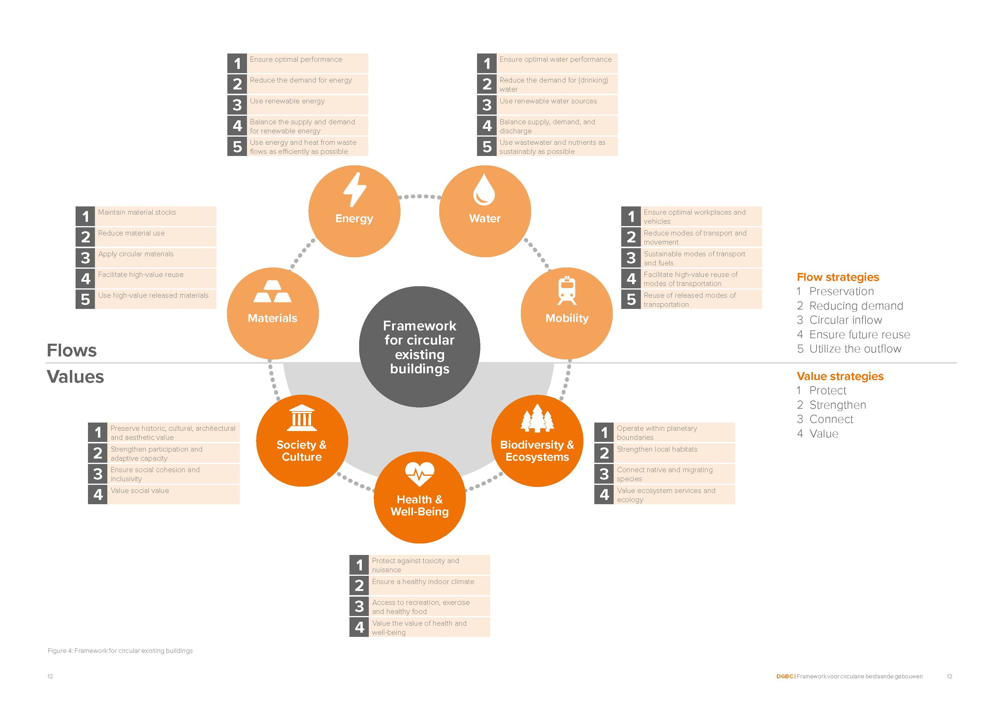 1 Ensure optimal performance
2 Reduce the demand for energy
3 Use renewable energy
4 Balance the supply and demand
for renewable energy
5 Use energy and heat from waste
flows as efficiently as possible
1 Ensure optimal water performance
2 Reduce the demand for (drinking)
water
3 Use renewable water sources
4 Balance supply, demand, and
discharge
5 Use wastewater and nutrients as
sustainably as possible
Energy
Water
1 Maintain material stocks
2 Reduce material use
3 Apply circular materials
4 Facilitate high-value reuse
5 Use high-value released materials
Materials
1 Ensure optimal workplaces and
vehicles
2 Reduce modes of transport and
movement
3 Sustainable modes of transport
and fuels
4 Facilitate high-value reuse of
modes of transportation
5 Reuse of released modes of
transportation
Mobility
Framework
for circular
existing
buildings
Flow strategies
1 Preservation
2 Reducing demand
3 Circular inflow
4 Ensure future reuse
5 Utilize the outflow
Flows
Values
Value strategies
1 Protect
2 Strengthen
3 Connect
4 Value
1 Preserve historic, cultural, architectural
and aesthetic value
2 Strengthen participation and
adaptive capacity
3 Ensure social cohesion and
inclusivity
4 Value social value
Society &
Culture
Biodiversity &
Ecosystems
1 Operate within planetary
boundaries
2 Strengthen local habitats
3 Connect native and migrating
species
4 Value ecosystem services and
ecology
Health &
Well-Being
1 Protect against toxicity and
nuisance
2 Ensure a healthy indoor climate
3 Access to recreation, exercise
and healthy food
4 Value the value of health and
well-being
Figure 4: Framework for circular existing buildings
12
DGBC | Framework voor circulaire bestaande gebouwen 12